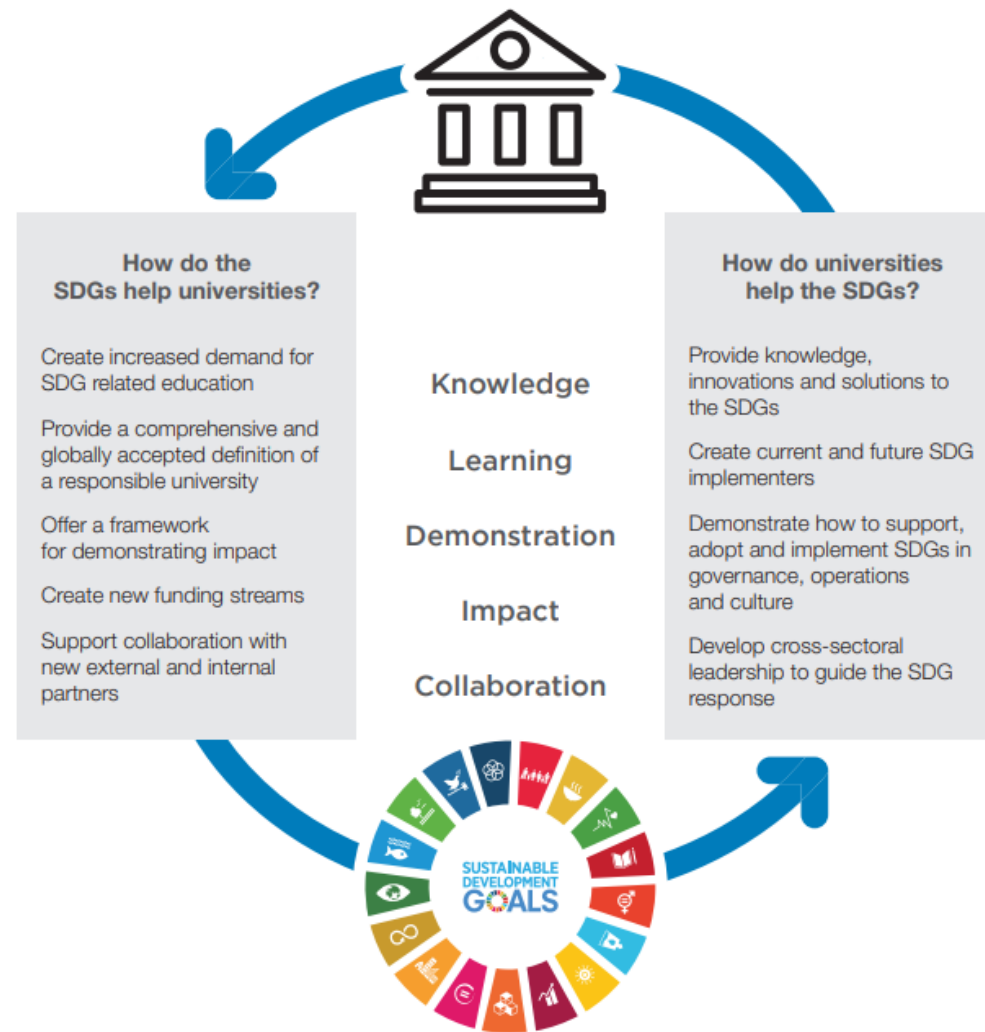 How do the
SDGs help universities?
Create increased demand for
SDG related education
Provide a comprehensive and
globally accepted definition of
a responsible university
Offer a framework
for demonstrating impact
Create new funding streams
Support collaboration with
new external and internal
partners
Knowledge
Learning
Demonstration
Impact
Collaboration
How do universities
help the SDGs?
Provide knowledge,
innovations and solutions to
the SDGs
Create current and future SDG
implementers
Demonstrate how to support,
adopt and implement SDGs in
governance, operations
and culture
Develop cross-sectoral
leadership to guide the SDG
response
SUSTAINABLE
DEVELOPMENT
GOALS